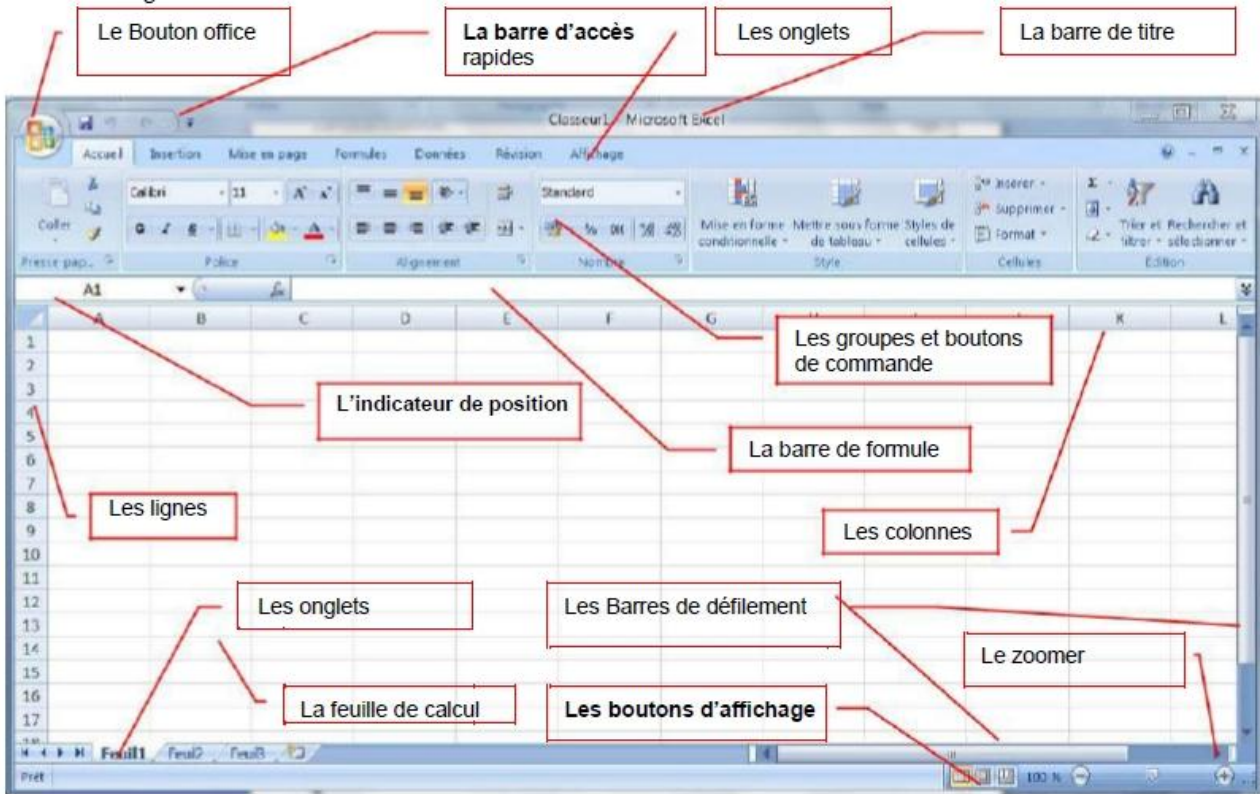 Le Bouton office
La barre d'accès
rapides
Les onglets
La barre de titre
Classeur1 - Microsoft Excel
Accueil Insertion Mise en page Formules Données Révision Affichage
Coller
Calibri 11
Standard
Mise en forme
conditionnelle
Mettre sous forme
de tableau
Styles de
cellules
Insérer
Supprimer
Format
Trier et
filtrer
Rechercher et
sélectionner
Presse-pap... Police Alignement Nombre Style Cellules Édition
A1
A B C D E F G K L
Les groupes et boutons
de commande
L'indicateur de position
La barre de formule
Les lignes
Les colonnes
Les onglets
Les Barres de défilement
Le zoomer
La feuille de calcul
Les boutons d'affichage
1
2
3
4
5
6
7
8
9
10
11
12
13
14
15
16
17
18
Feuil1 Feuil2 Feuil3
Prêt
100 %